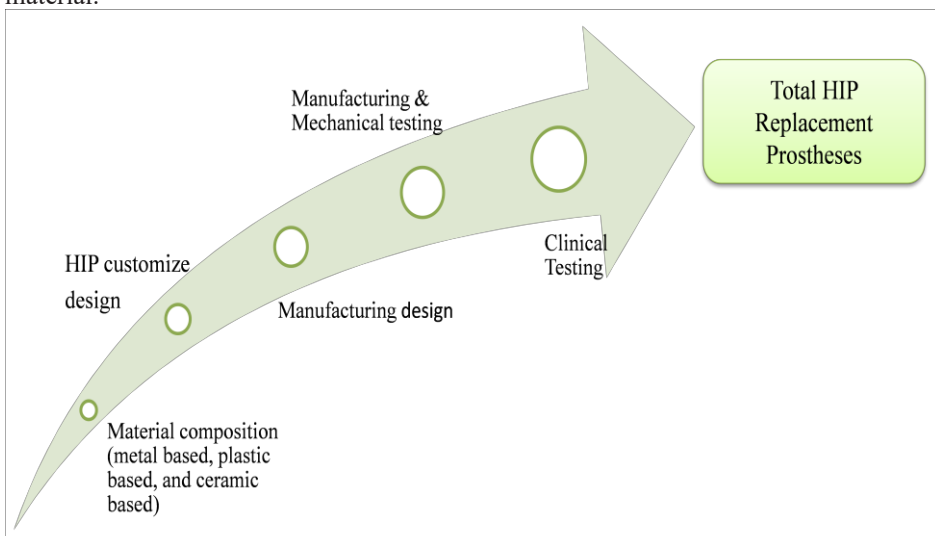 material.
Manufacturing &
Mechanical testing
Total HIP
Replacement
Prostheses
HIP customize
design
Clinical
Testing
Manufacturing design
Material composition
(metal based, plastic
based, and ceramic
based)